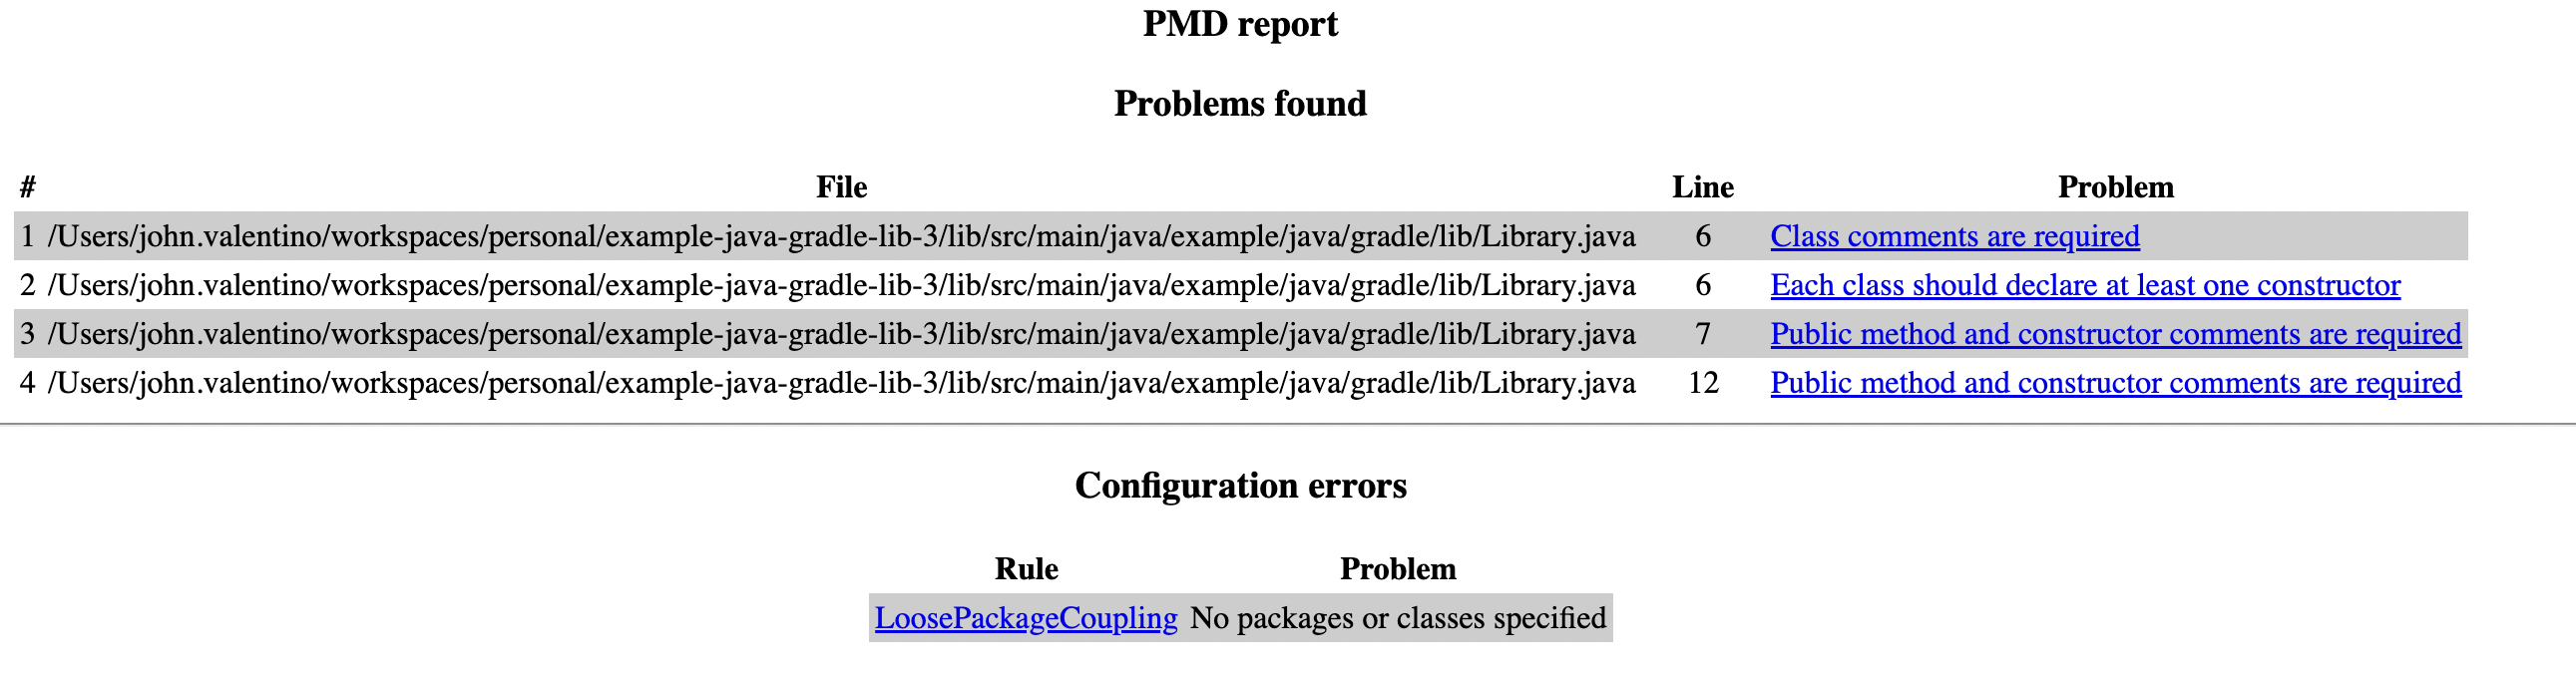 PMD report
Problems found
# File Line Problem
1 /Users/john.valentino/workspaces/personal/example-java-gradle-lib-3/lib/src/main/java/example/java/gradle/lib/Library.java 6 Class comments are required
2 /Users/john.valentino/workspaces/personal/example-java-gradle-lib-3/lib/src/main/java/example/java/gradle/lib/Library.java 6 Each class should declare at least one constructor
3 /Users/john.valentino/workspaces/personal/example-java-gradle-lib-3/lib/src/main/java/example/java/gradle/lib/Library.java 7 Public method and constructor comments are required
4 /Users/john.valentino/workspaces/personal/example-java-gradle-lib-3/lib/src/main/java/example/java/gradle/lib/Library.java 12 Public method and constructor comments are required
Configuration errors
Rule Problem
LoosePackageCoupling No packages or classes specified